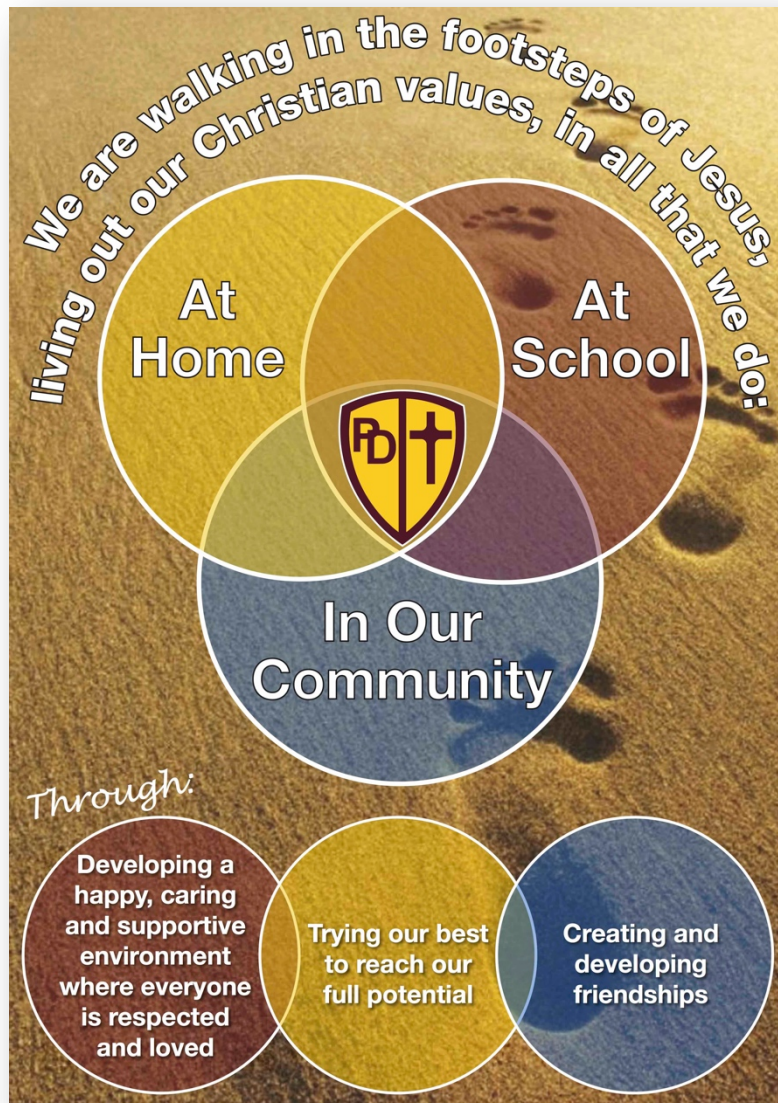 We are walking in the footsteps of Jesus,
living out our Christian values, in all that we do:
At
Home
At
School
PD
In Our
Community
Through:
Developing a
happy, caring
and supportive
environment
where everyone
is respected
and loved
Trying our best
to reach our
full potential
Creating and
developing
friendships